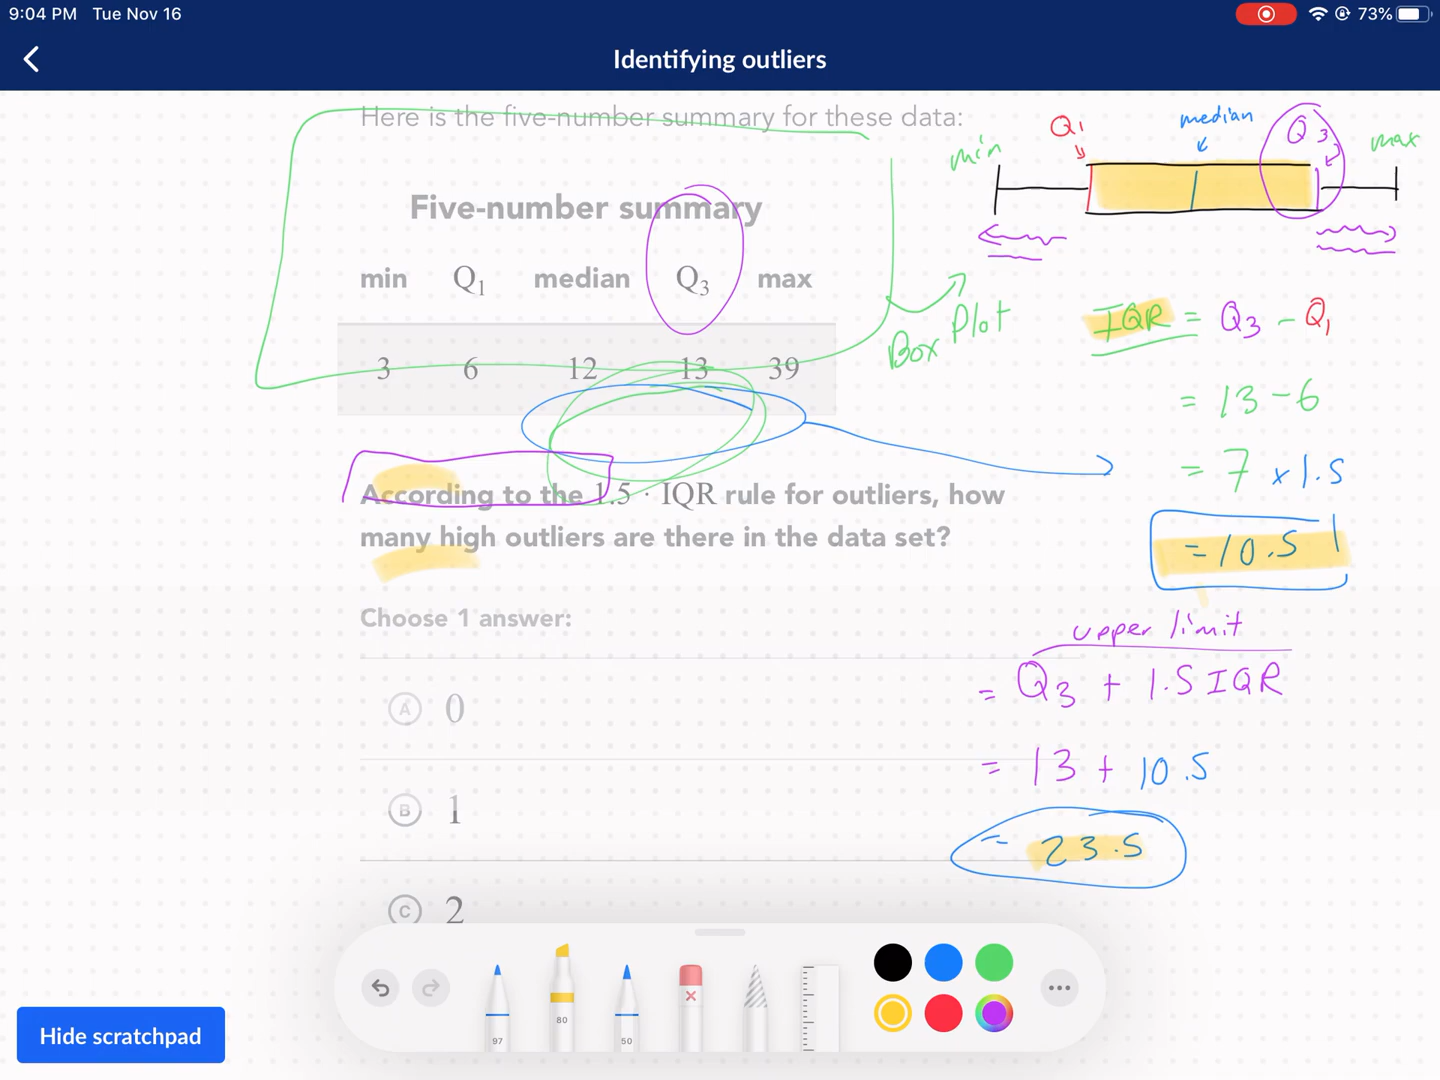 9:04 PM Tue Nov 16 73%
Identifying outliers
Here is the five-number summary for these data:
Five-number summary
min Q₁ median Q₃ max
3 6 12 13 39
According to the 1.5 · IQR rule for outliers, how
many high outliers are there in the data set?
Choose 1 answer:
A 0
B 1
C 2
min Q₁ median Q₃ max
Box Plot
IQR = Q₃ − Q₁
= 13 − 6
= 7 × 1.5
= 10.5
upper limit
= Q₃ + 1.5 IQR
= 13 + 10.5
= 23.5
97 80 50
Hide scratchpad